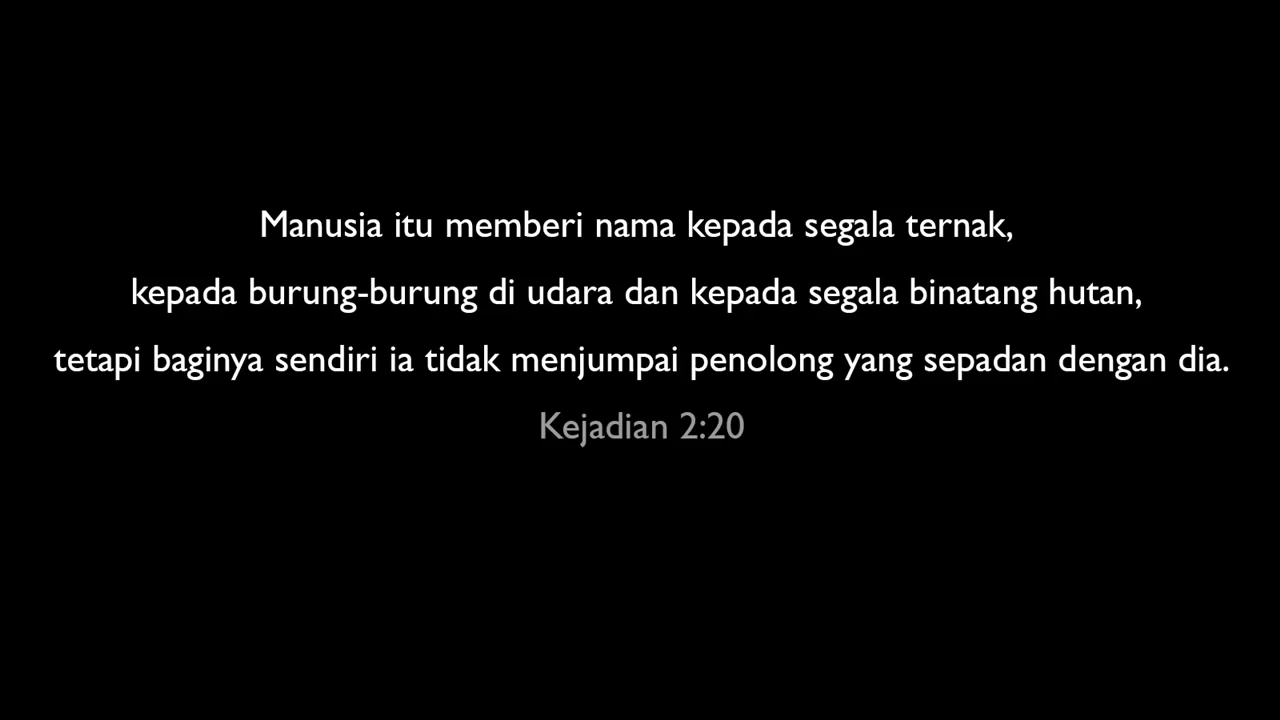 Manusia itu memberi nama kepada segala ternak,
kepada burung-burung di udara dan kepada segala binatang hutan,
tetapi baginya sendiri ia tidak menjumpai penolong yang sepadan dengan dia.
Kejadian 2:20